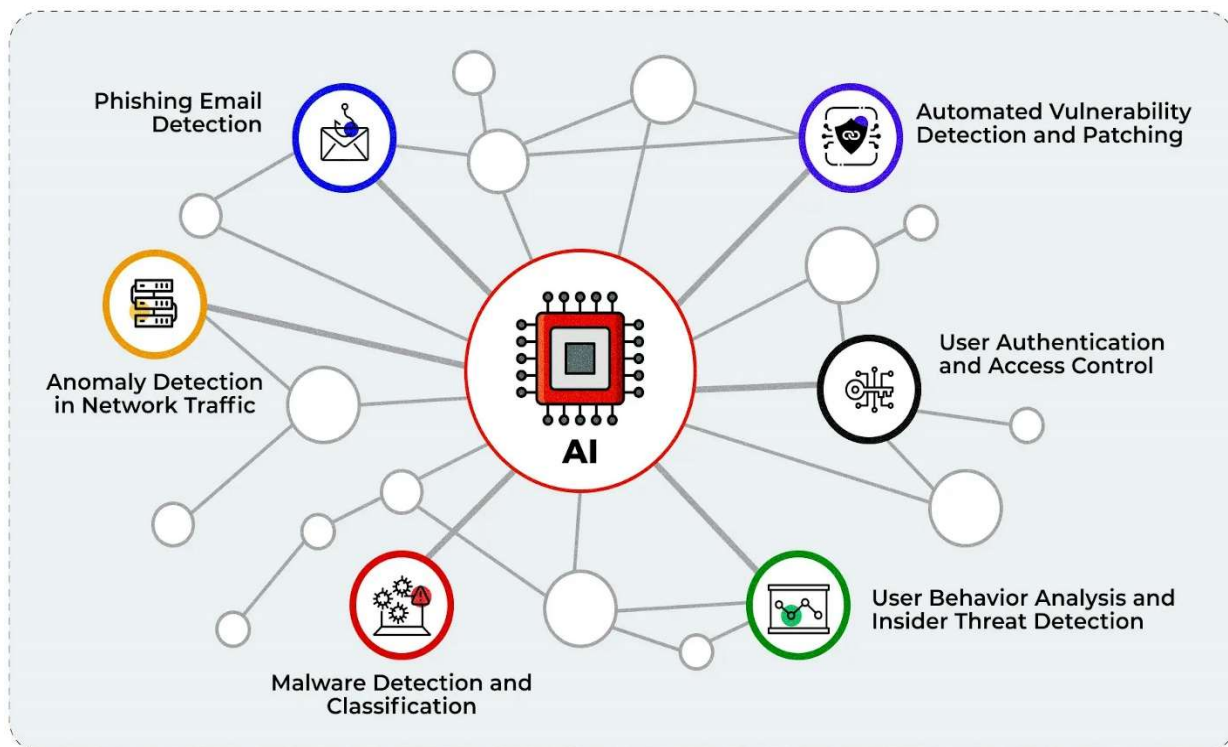 Phishing Email
Detection
Automated Vulnerability
Detection and Patching
Anomaly Detection
in Network Traffic
User Authentication
and Access Control
AI
Malware Detection and
Classification
User Behavior Analysis and
Insider Threat Detection